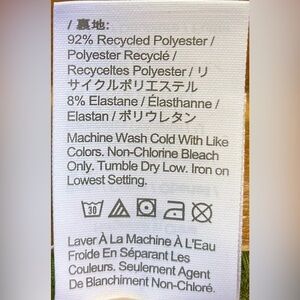 / 裏地:
92% Recycled Polyester /
Polyester Recyclé /
Recyceltes Polyester / リ
サイクルポリエステル
8% Elastane / Élasthanne /
Elastan / ポリウレタン
Machine Wash Cold With Like
Colors. Non-Chlorine Bleach
Only. Tumble Dry Low. Iron on
Lowest Setting.
30
Laver À La Machine À L'Eau
Froide En Séparant Les
Couleurs. Seulement Agent
De Blanchiment Non-Chloré.